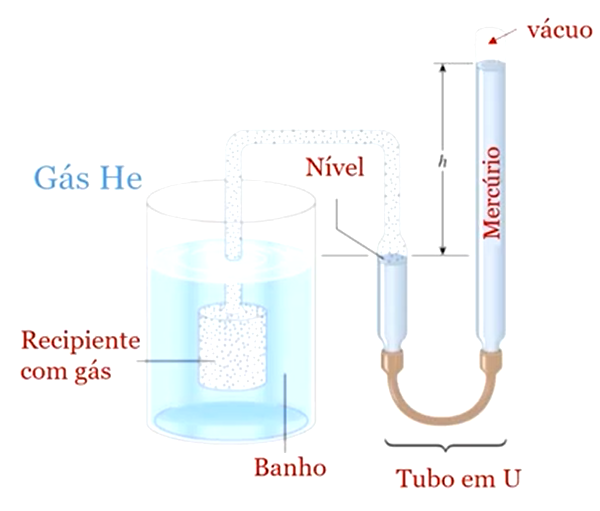 vácuo
h
Nível
Mercúrio
Gás He
Recipiente
com gás
Banho
Tubo em U